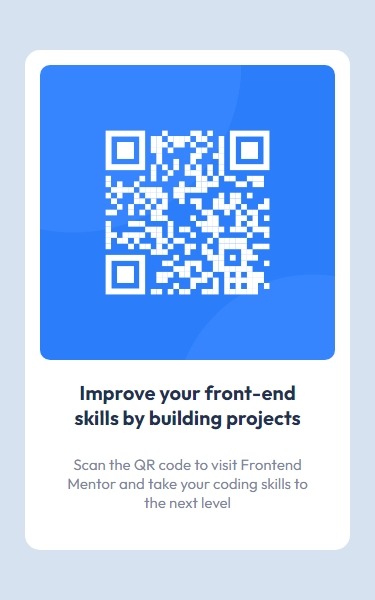 Improve your front-end
skills by building projects
Scan the QR code to visit Frontend
Mentor and take your coding skills to
the next level